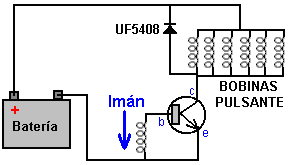 UF5408
BOBINAS
PULSANTE
Imán
c
b
e
+
Batería